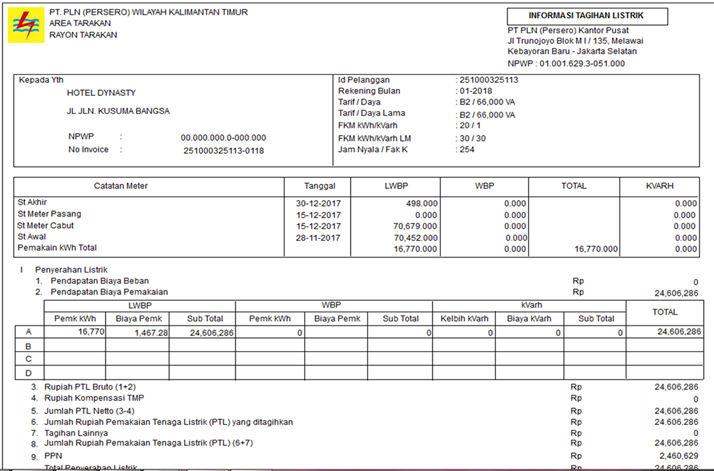 PT. PLN (PERSERO) WILAYAH KALIMANTAN TIMUR
AREA TARAKAN
RAYON TARAKAN
INFORMASI TAGIHAN LISTRIK
PT PLN (Persero) Kantor Pusat
Jl Trunojoyo Blok M I / 135, Melawai
Kebayoran Baru - Jakarta Selatan
NPWP : 01.001.629.3-051.000
Kepada Yth
HOTEL DYNASTY
JL JLN. KUSUMA BANGSA
NPWP : 00.000.000.0-000.000
No Invoice : 251000325113-0118
Id Pelanggan : 251000325113
Rekening Bulan : 01-2018
Tarif / Daya : B2 / 66,000 VA
Tarif / Daya Lama : B2 / 66,000 VA
FKM kWh/kVarh : 20 / 1
FKM kWh/kVarh LM : 30 / 30
Jam Nyala / Fak K : 254
Catatan Meter Tanggal LWBP WBP TOTAL KVARH
St Akhir 30-12-2017 498.000 0.000 0.000
St Meter Pasang 15-12-2017 0.000 0.000 0.000
St Meter Cabut 15-12-2017 70,679.000 0.000 0.000
St Awal 28-11-2017 70,452.000 0.000 0.000
Pemakain kWh Total 16,770.000 0.000 16,770.000 0.000
I Penyerahan Listrik
1. Pendapatan Biaya Beban Rp 0
2. Pendapatan Biaya Pemakaian Rp 24,606,286
LWBP WBP kVarh TOTAL
Pemk kWh Biaya Pemk Sub Total Pemk kWh Biaya Pemk Sub Total Kelbih kVarh Biaya kVarh Sub Total
A 16,770 1,467.28 24,606,286 0 0 0 0 0 24,606,286
B
C
D
3. Rupiah PTL Bruto (1+2) Rp 24,606,286
4. Rupiah Kompensasi TMP Rp 0
5. Jumlah PTL Netto (3-4) Rp 24,606,286
6. Jumlah Rupiah Pemakaian Tenaga Listrik (PTL) yang ditagihkan Rp 24,606,286
7. Tagihan Lainnya Rp 0
8. Jumlah Rupiah Pemakaian Tenaga Listrik (PTL) (6+7) Rp 24,606,286
9. PPN Rp 2,460,629
Total Penyerahan Listrik Rp 24,606,286